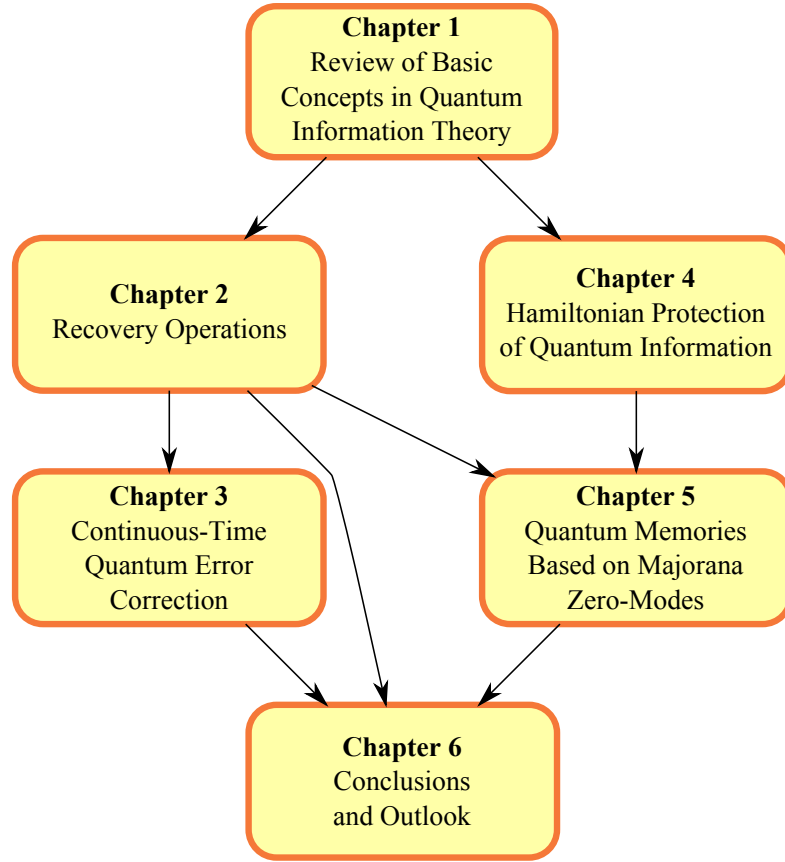 Chapter 1
Review of Basic
Concepts in Quantum
Information Theory
Chapter 2
Recovery Operations
Chapter 4
Hamiltonian Protection
of Quantum Information
Chapter 3
Continuous-Time
Quantum Error
Correction
Chapter 5
Quantum Memories
Based on Majorana
Zero-Modes
Chapter 6
Conclusions
and Outlook